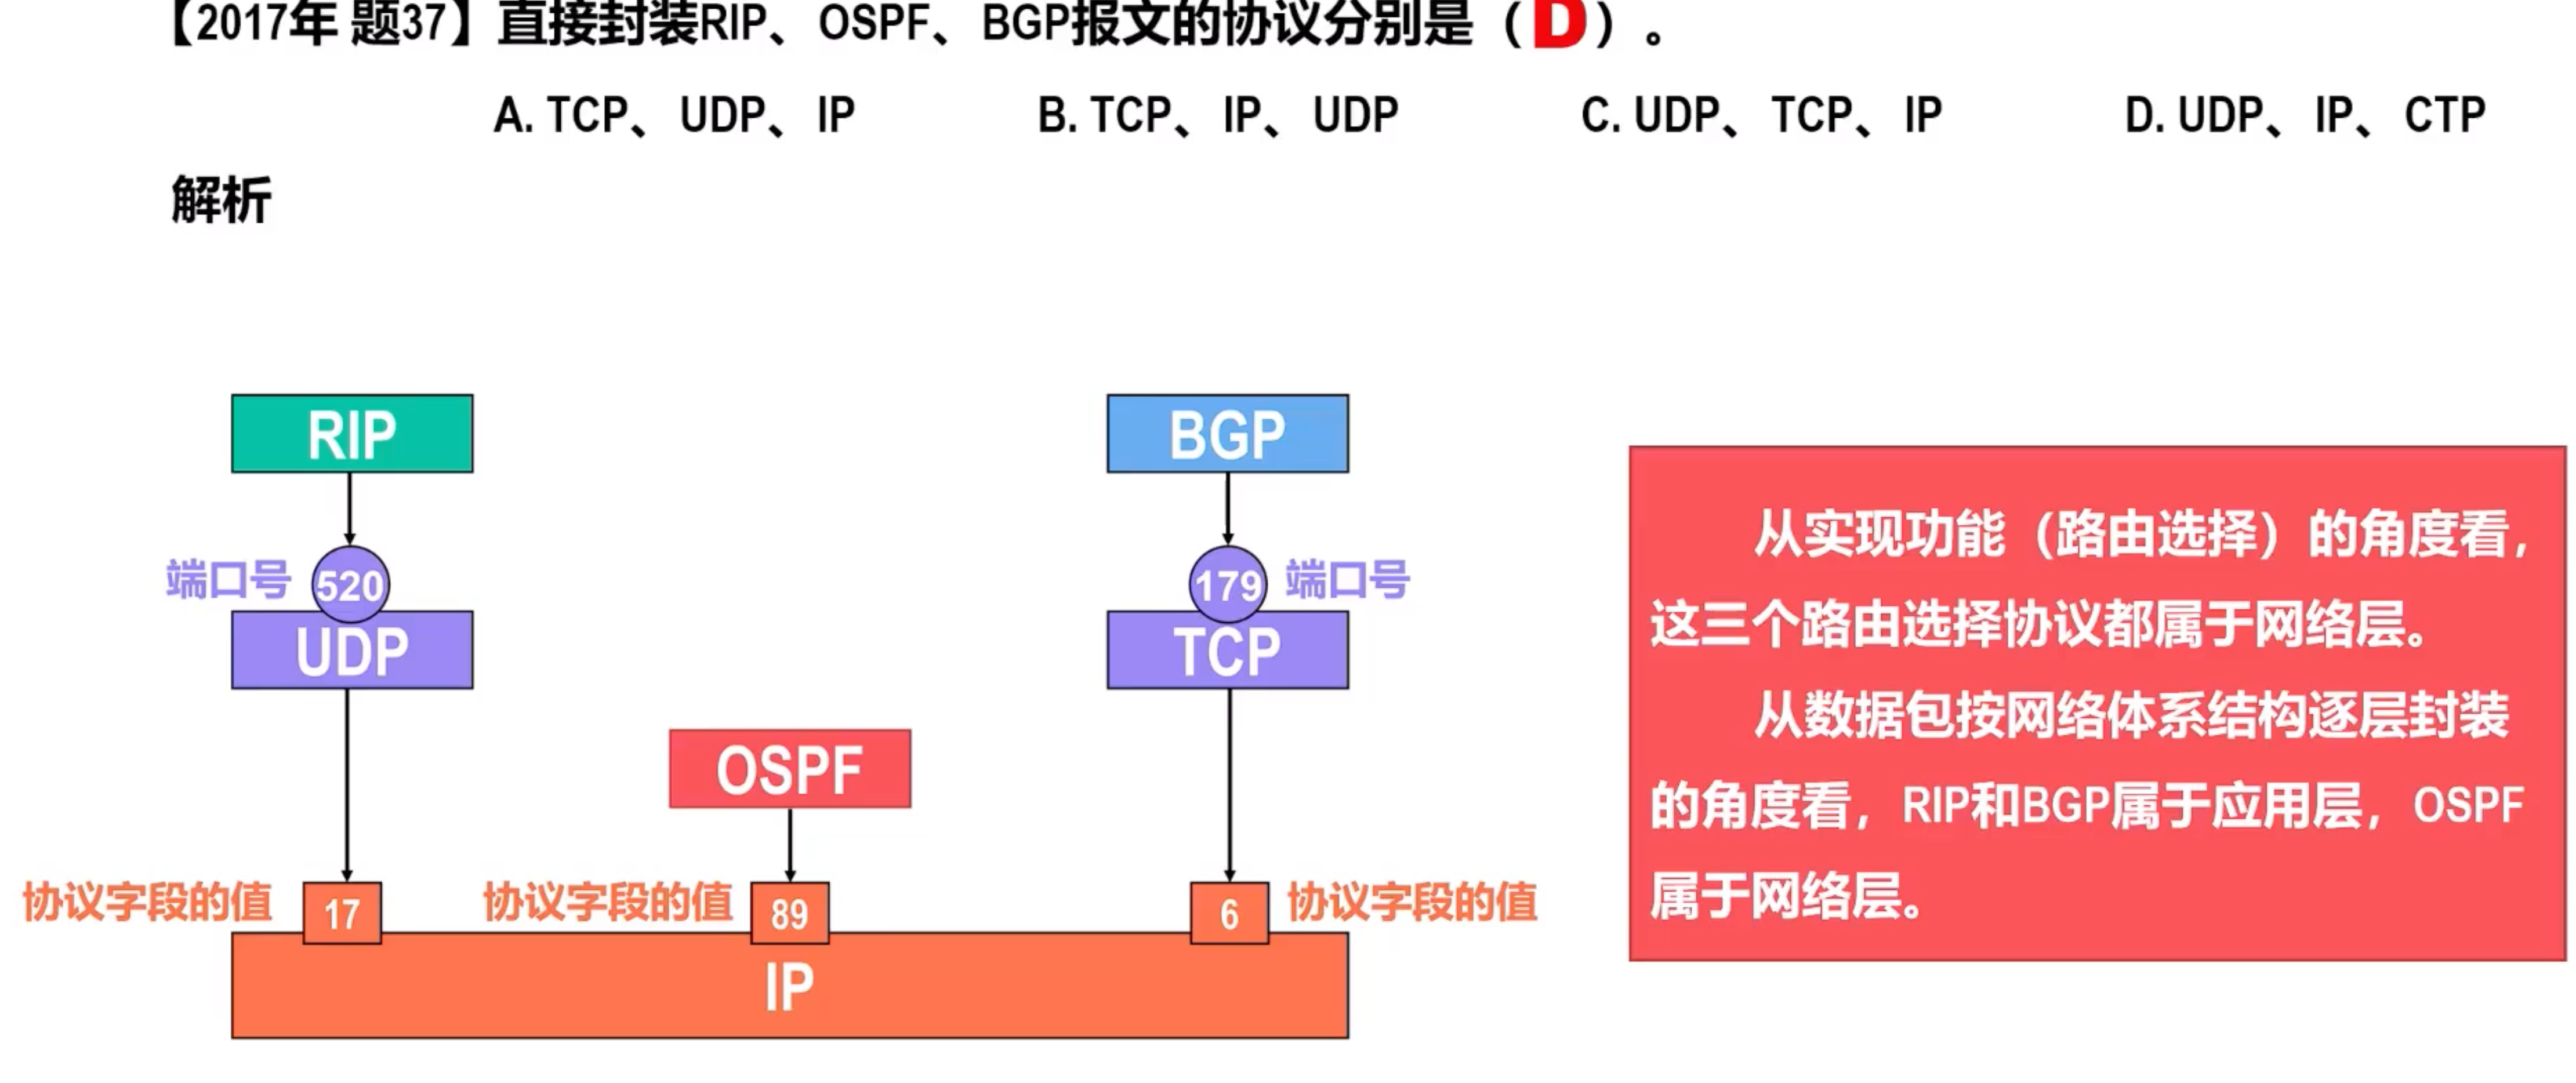 【2017年 题37】直接封装RIP、OSPF、BGP报文的协议分别是（D）。
A. TCP、UDP、IP B. TCP、IP、UDP C. UDP、TCP、IP D. UDP、IP、CTP
解析
RIP BGP
端口号 520 179 端口号
UDP TCP
OSPF
协议字段的值 17 协议字段的值 89 6 协议字段的值
IP
从实现功能（路由选择）的角度看，
这三个路由选择协议都属于网络层。
从数据包按网络体系结构逐层封装
的角度看，RIP和BGP属于应用层，OSPF
属于网络层。